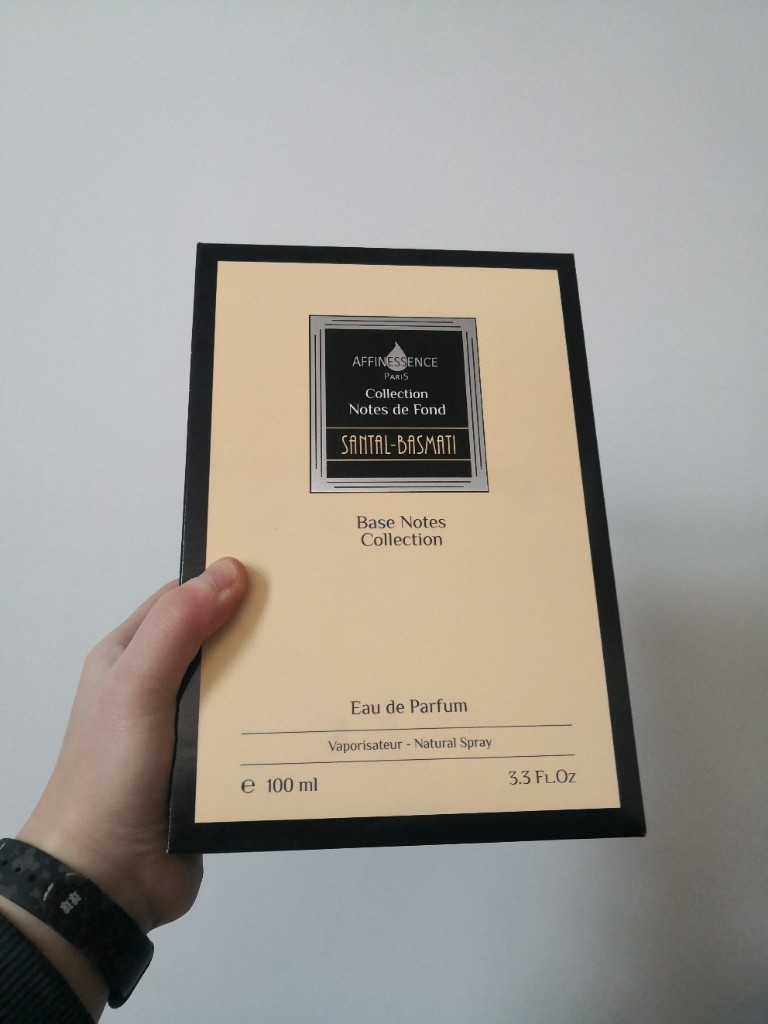 AFFINESSENCE
PARIS
Collection
Notes de Fond
SANTAL-BASMATI
Base Notes
Collection
Eau de Parfum
Vaporisateur - Natural Spray
℮ 100 ml
3.3 FL.OZ